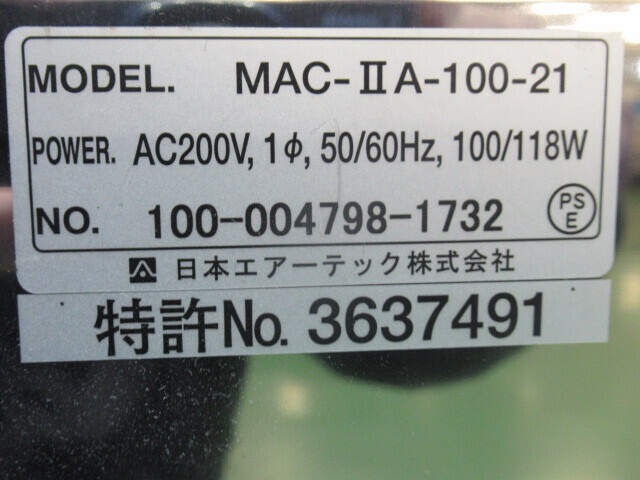 MODEL. MAC-ⅡA-100-21
POWER. AC200V, 1φ, 50/60Hz, 100/118W
NO. 100-004798-1732
PSE
日本エアーテック株式会社
特許No. 3637491